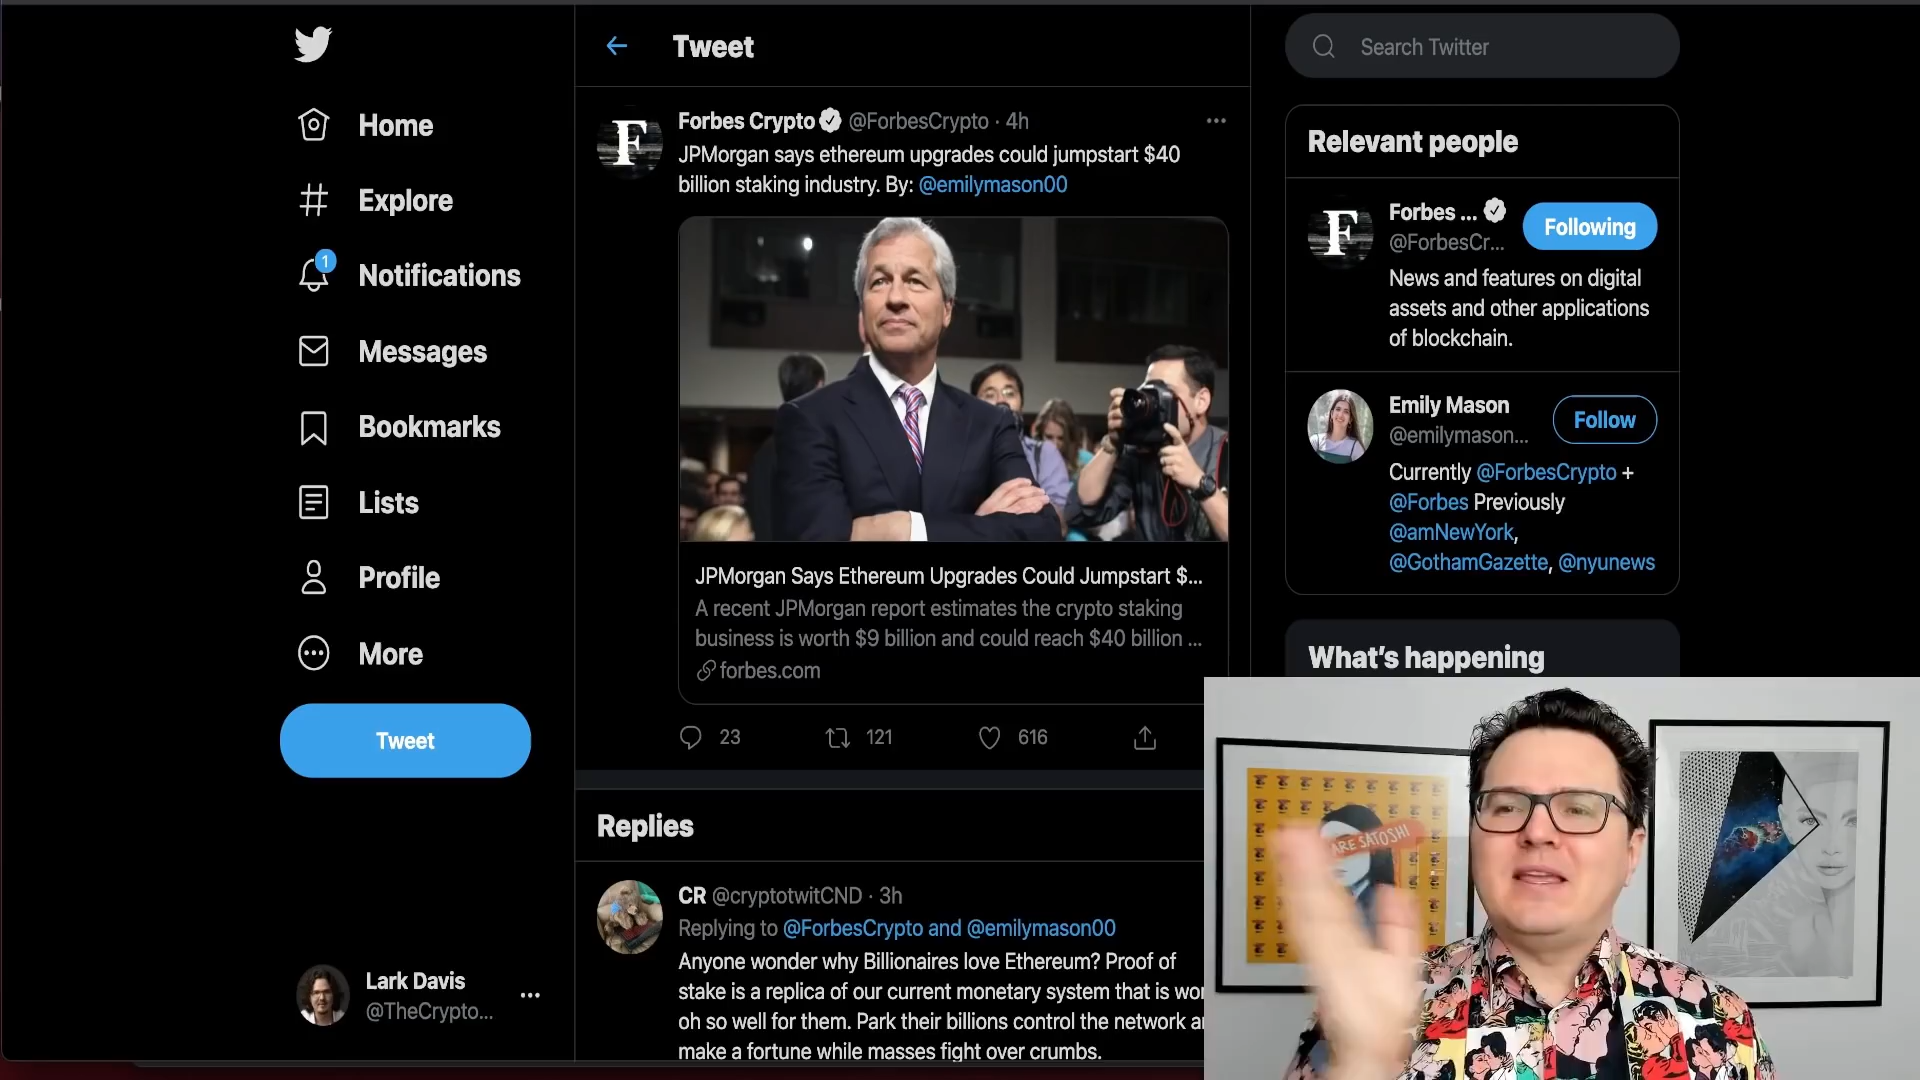 Home
Explore
1
Notifications
Messages
Bookmarks
Lists
Profile
More
Tweet
Lark Davis
@TheCrypto...
Tweet
F
Forbes Crypto @ForbesCrypto · 4h
JPMorgan says ethereum upgrades could jumpstart $40
billion staking industry. By: @emilymason00
JPMorgan Says Ethereum Upgrades Could Jumpstart $...
A recent JPMorgan report estimates the crypto staking
business is worth $9 billion and could reach $40 billion ...
forbes.com
23 121 616
Replies
CR @cryptotwitCND · 3h
Replying to @ForbesCrypto and @emilymason00
Anyone wonder why Billionaires love Ethereum? Proof of
stake is a replica of our current monetary system that is wor
oh so well for them. Park their billions control the network a
make a fortune while masses fight over crumbs.
Search Twitter
Relevant people
F
Forbes ...
@ForbesCr...
Following
News and features on digital
assets and other applications
of blockchain.
Emily Mason
@emilymason...
Follow
Currently @ForbesCrypto +
@Forbes Previously
@amNewYork,
@GothamGazette, @nyunews
What's happening
ARE SATOSHI